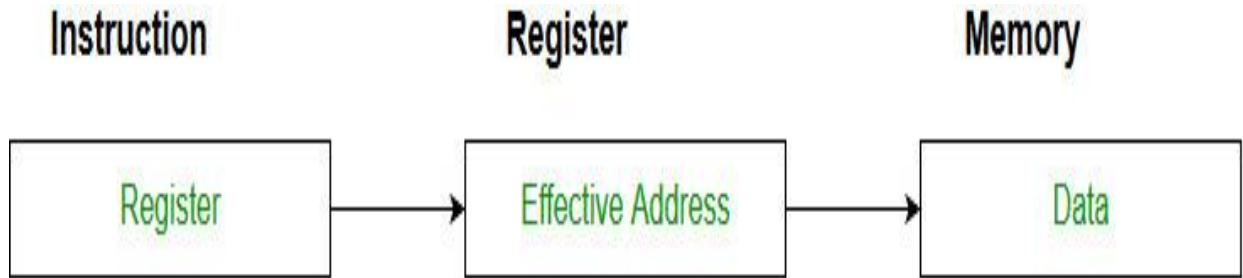 Instruction Register Memory
Register Effective Address Data